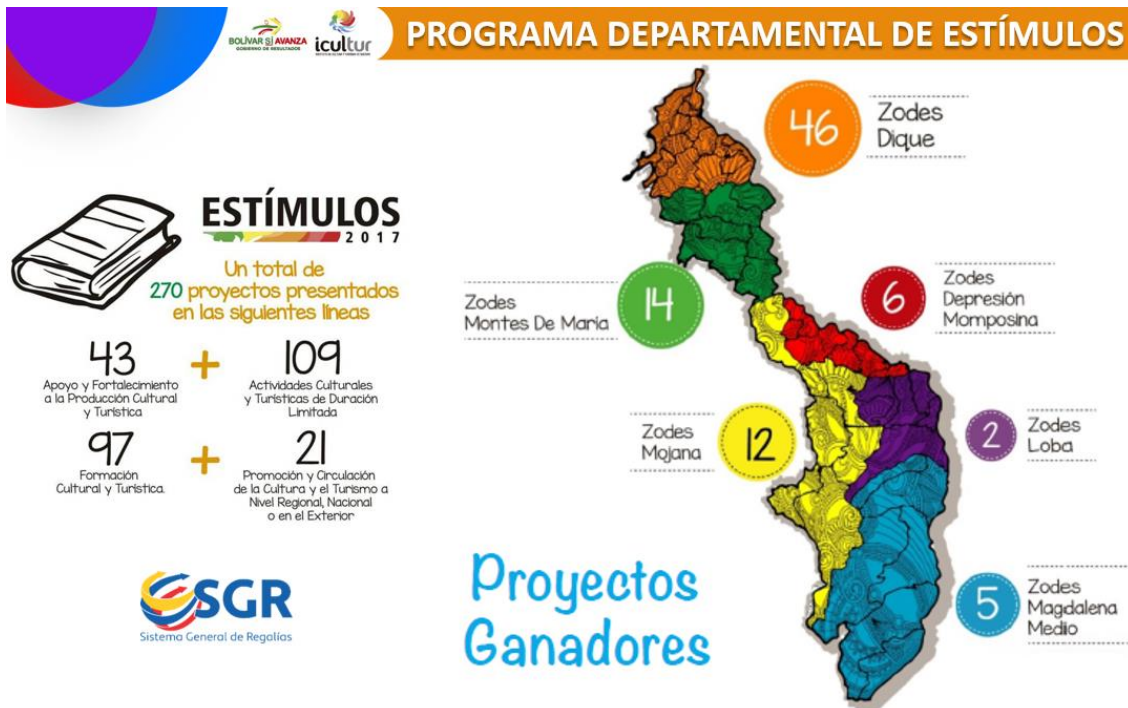 BOLÍVAR SÍ AVANZA
GOBIERNO DE RESULTADOS
icultur
PROGRAMA DEPARTAMENTAL DE ESTÍMULOS
ESTÍMULOS
2017
Un total de
270 proyectos presentados
en las siguientes líneas
43
Apoyo y Fortalecimiento
a la Producción Cultural
y Turística
+
109
Actividades Culturales
y Turísticas de Duración
Limitada
97
Formación
Cultural y Turística.
+
21
Promoción y Circulación
de la Cultura y el Turismo a
Nivel Regional, Nacional
o en el Exterior
SGR
Sistema General de Regalías
46
Zodes
Dique
Zodes
Montes De Maria
14
6
Zodes
Depresión
Momposina
Zodes
Mojana
12
2
Zodes
Loba
5
Zodes
Magdalena
Medio
Proyectos
Ganadores